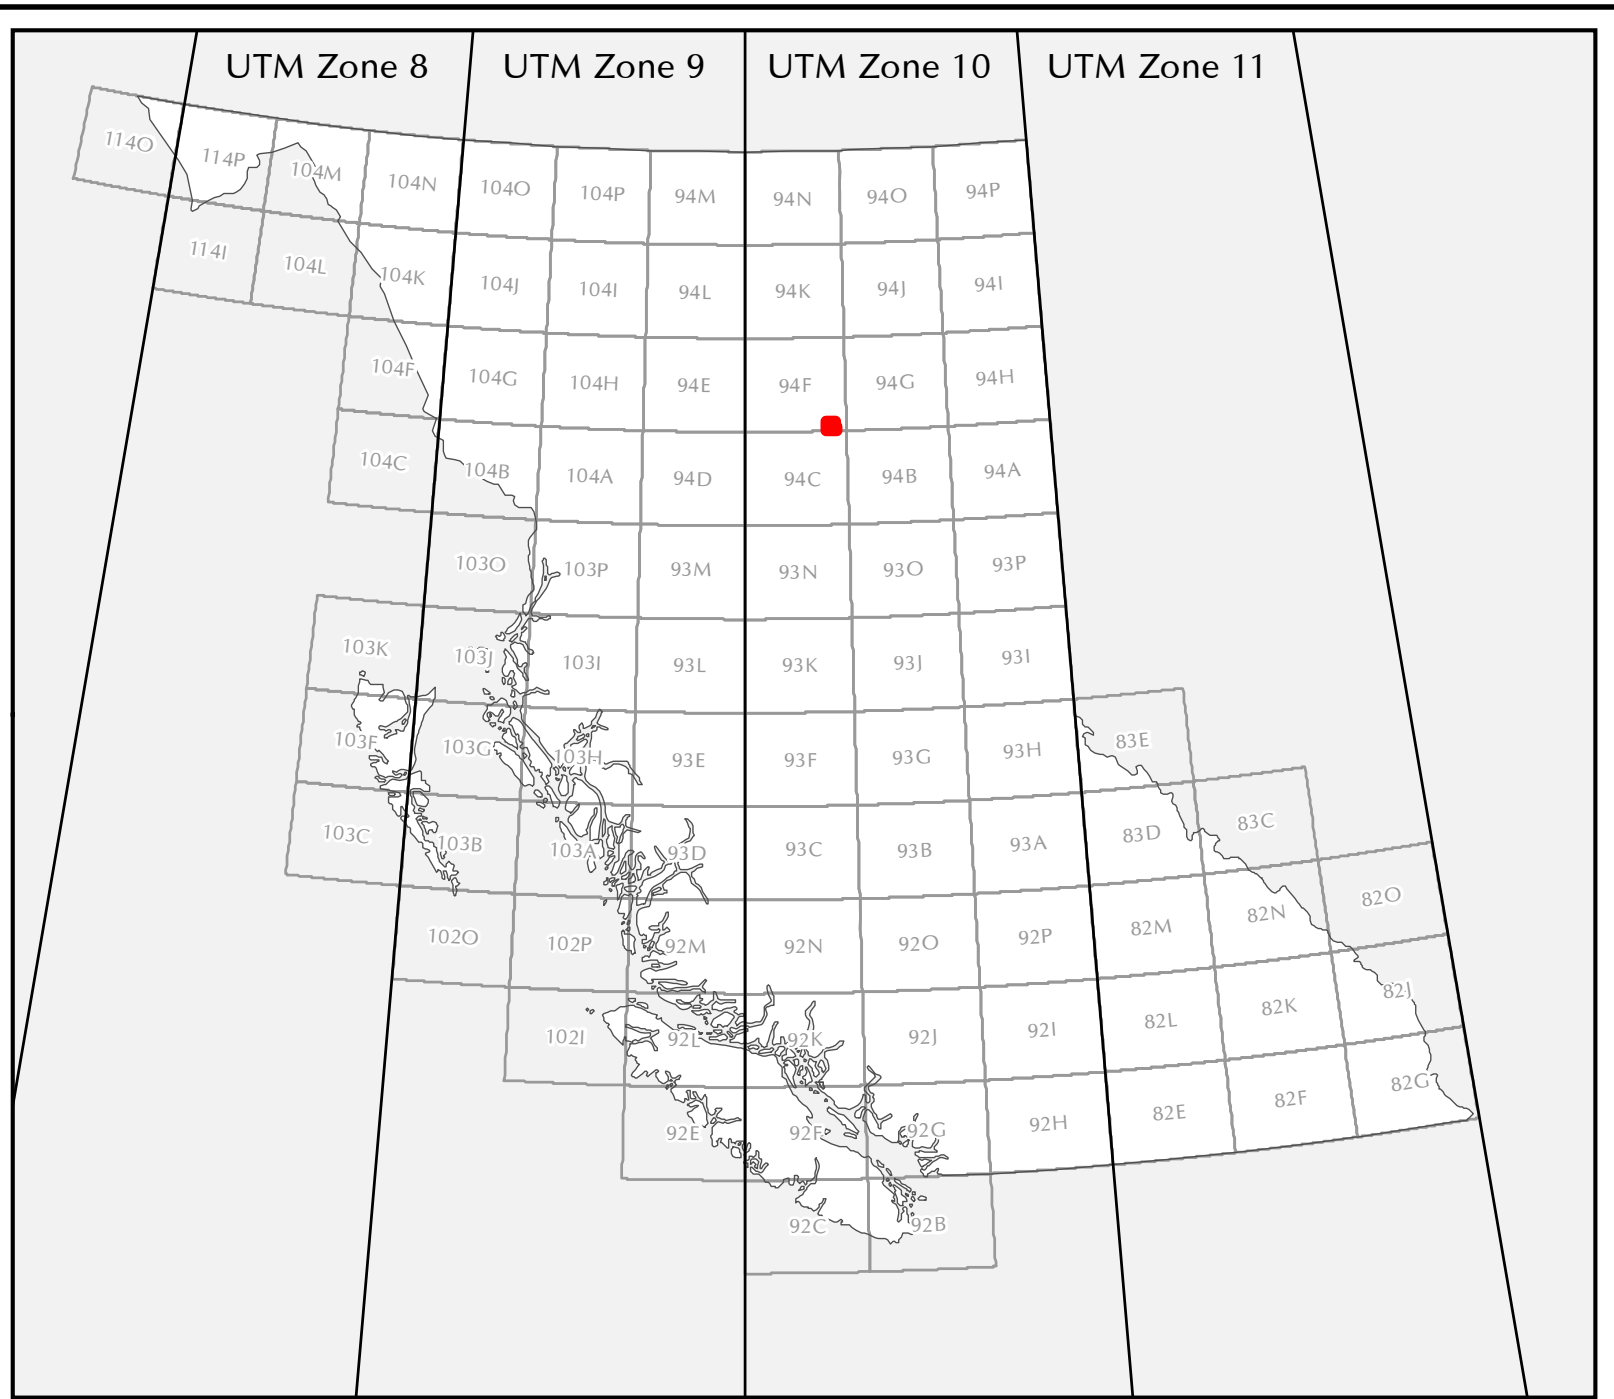 UTM Zone 8 UTM Zone 9 UTM Zone 10 UTM Zone 11
114O 114P 104M 104N 104O 104P 94M 94N 94O 94P
114I 104L 104K 104J 104I 94L 94K 94J 94I
104F 104G 104H 94E 94F 94G 94H
104C 104B 104A 94D 94C 94B 94A
103O 103P 93M 93N 93O 93P
103K 103J 103I 93L 93K 93J 93I
103F 103G 103H 93E 93F 93G 93H 83E
103C 103B 103A 93D 93C 93B 93A 83D 83C
102O 102P 92M 92N 92O 92P 82M 82N 82O
102I 92L 92K 92J 92I 82L 82K 82J
92E 92F 92G 92H 82E 82F 82G
92C 92B